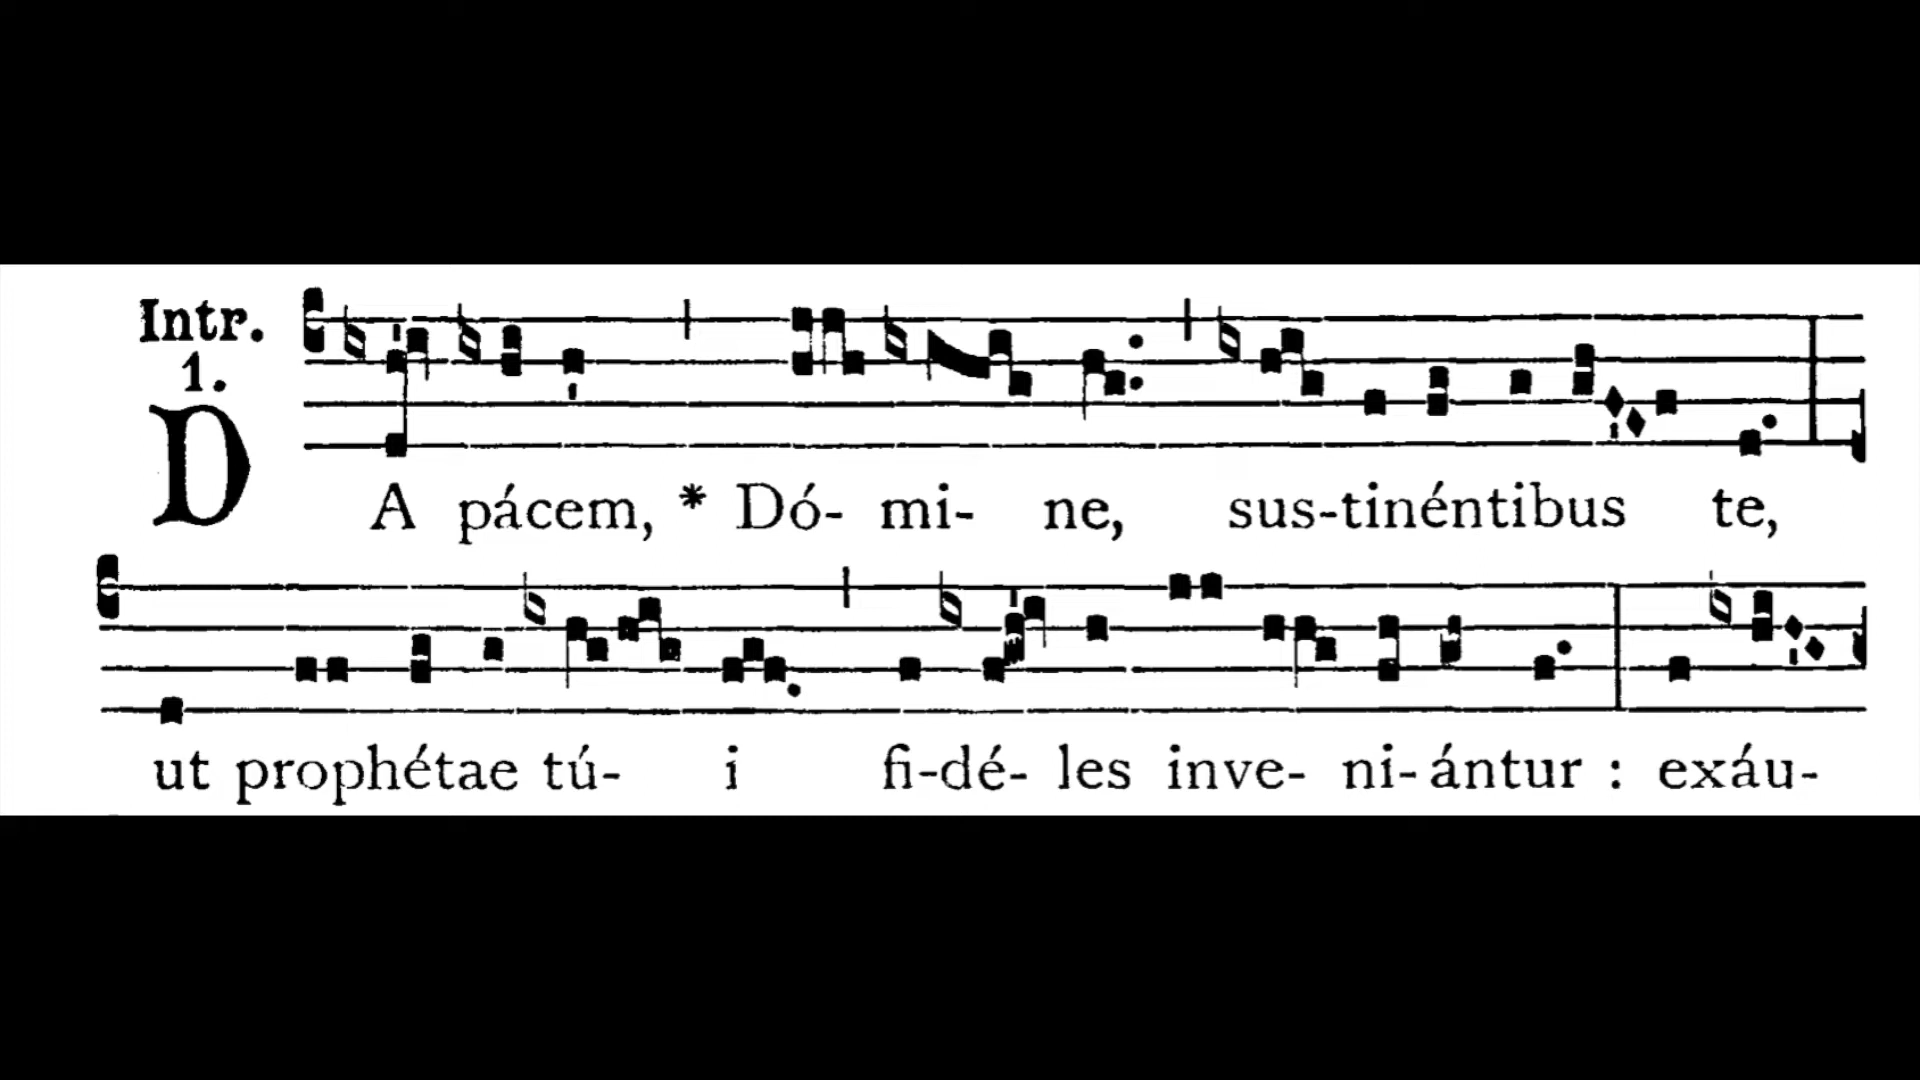 Intr.
1.
DA pácem, * Dó- mi- ne, sus-tinéntibus te,
ut prophétae tú- i fi-dé- les inve- ni-ántur : exáu-